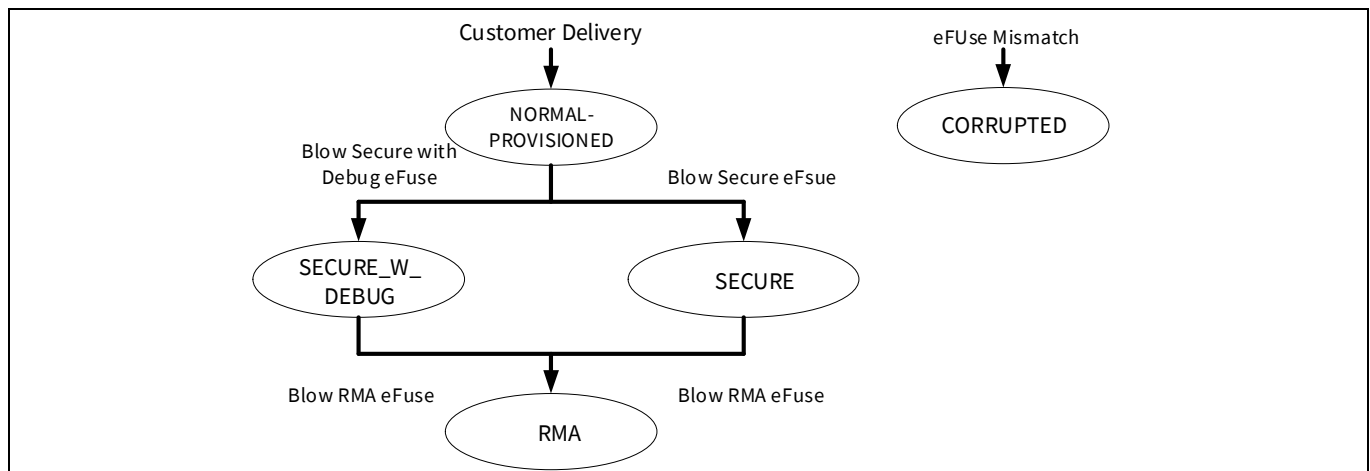 Customer Delivery
eFUse Mismatch
NORMAL-
PROVISIONED
CORRUPTED
Blow Secure with
Debug eFuse
Blow Secure eFsue
SECURE_W_
DEBUG
SECURE
Blow RMA eFuse
Blow RMA eFuse
RMA